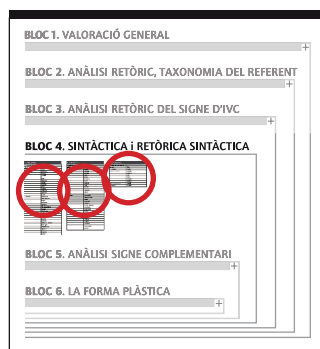 BLOC 1. VALORACIÓ GENERAL
+
BLOC 2. ANÀLISI RETÒRIC, TAXONOMIA DEL REFERENT
+
BLOC 3. ANÀLISI RETÒRIC DEL SIGNE D'IVC
+
BLOC 4. SINTÀCTICA i RETÒRICA SINTÀCTICA
BLOC 5. ANÀLISI SIGNE COMPLEMENTARI
+
BLOC 6. LA FORMA PLÀSTICA
+